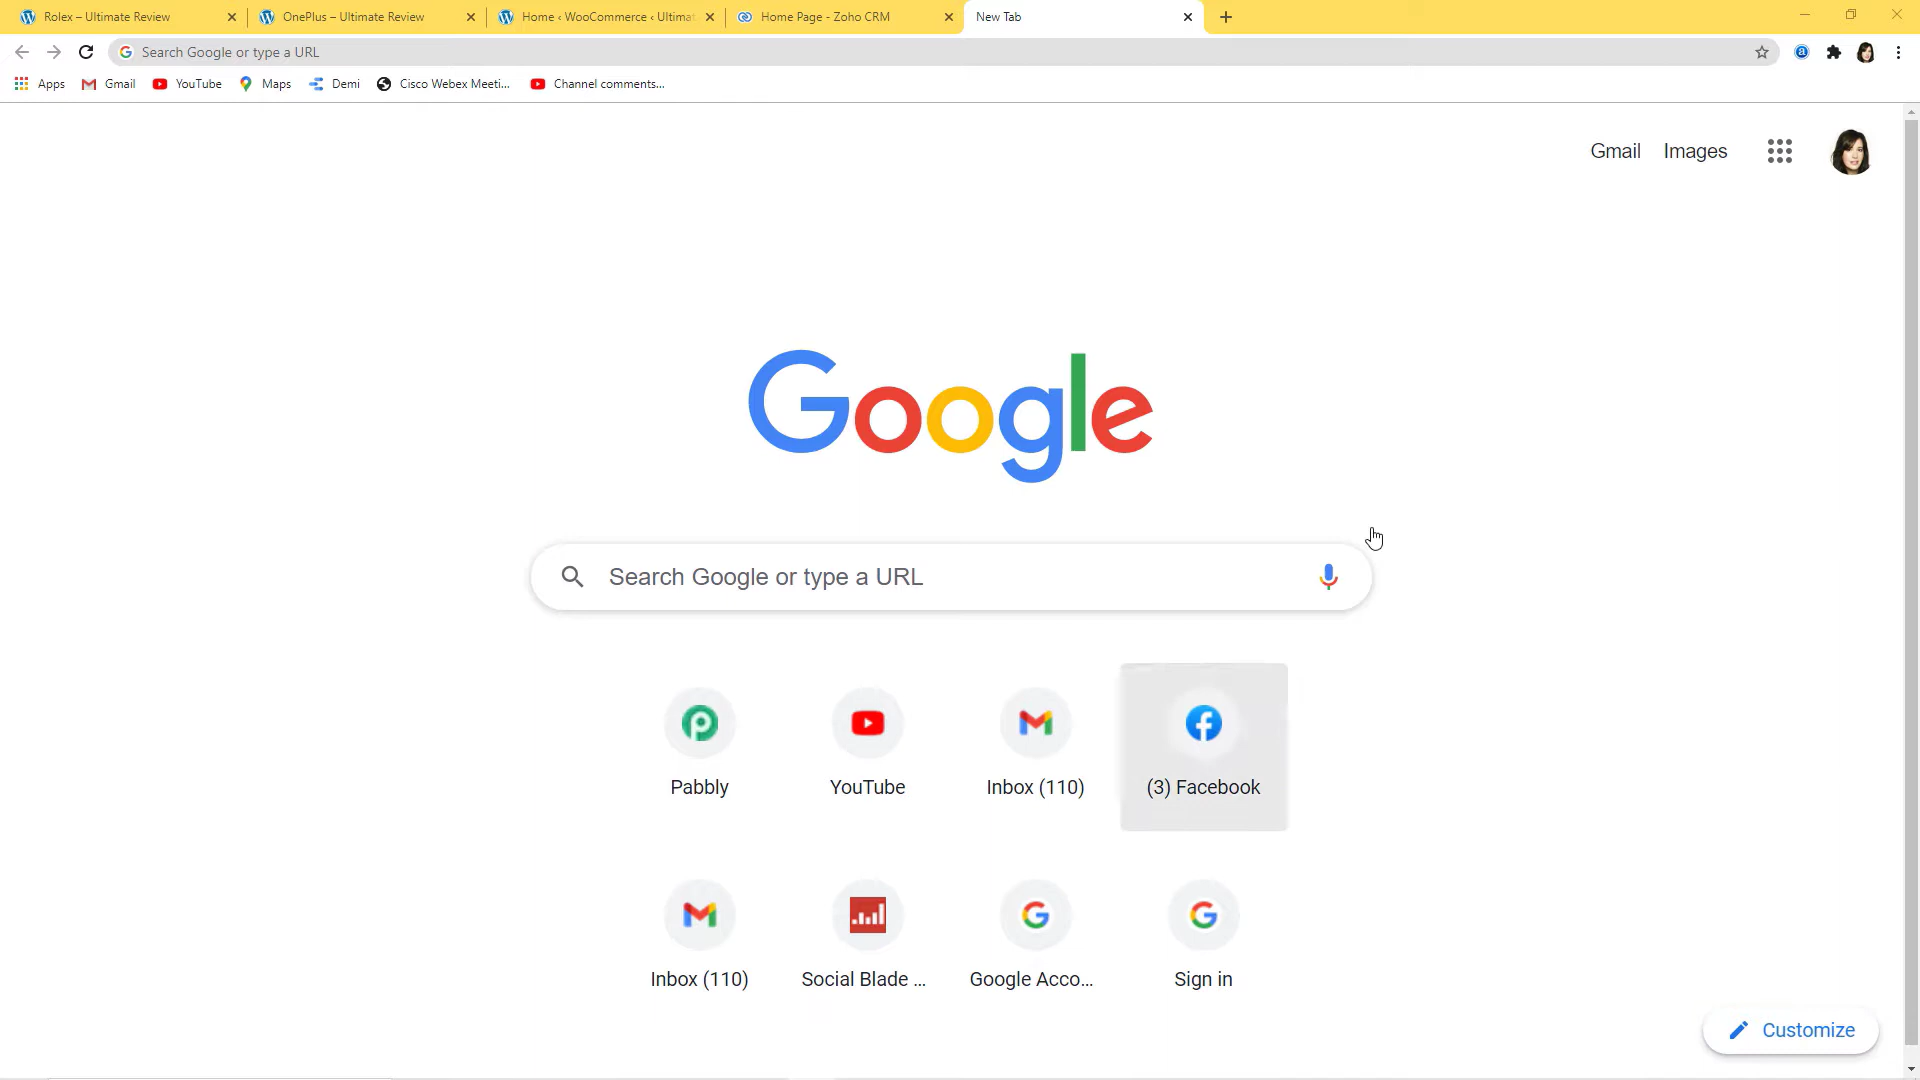 Rolex – Ultimate Review
OnePlus – Ultimate Review
Home ‹ WooCommerce ‹ Ultimat
Home Page - Zoho CRM
New Tab
Search Google or type a URL
Apps
Gmail
YouTube
Maps
Demi
Cisco Webex Meeti...
Channel comments...
Gmail
Images
Google
Search Google or type a URL
Pabbly
YouTube
Inbox (110)
(3) Facebook
Inbox (110)
Social Blade ...
Google Acco...
Sign in
Customize